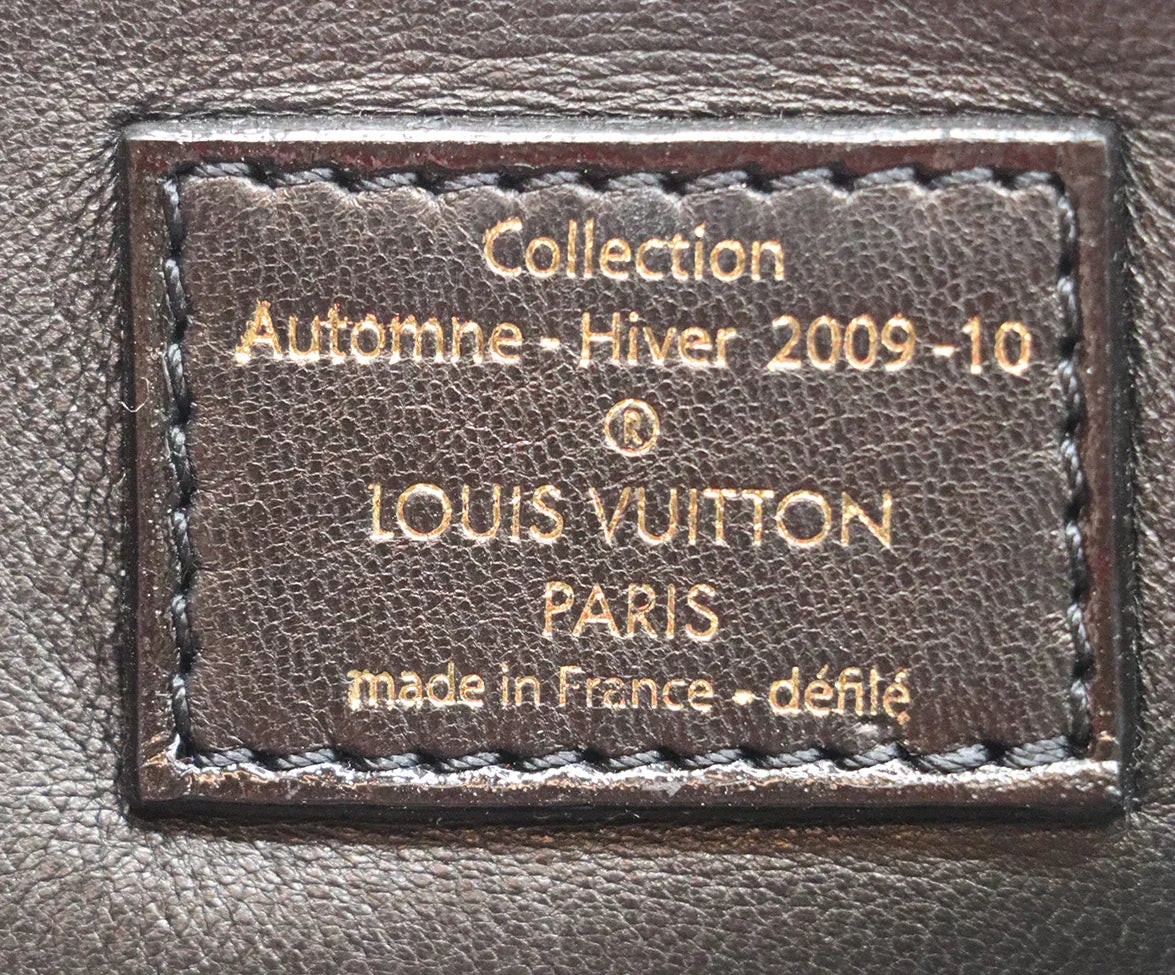 Collection
Automne - Hiver 2009 -10
®
LOUIS VUITTON
PARIS
made in France - défilé